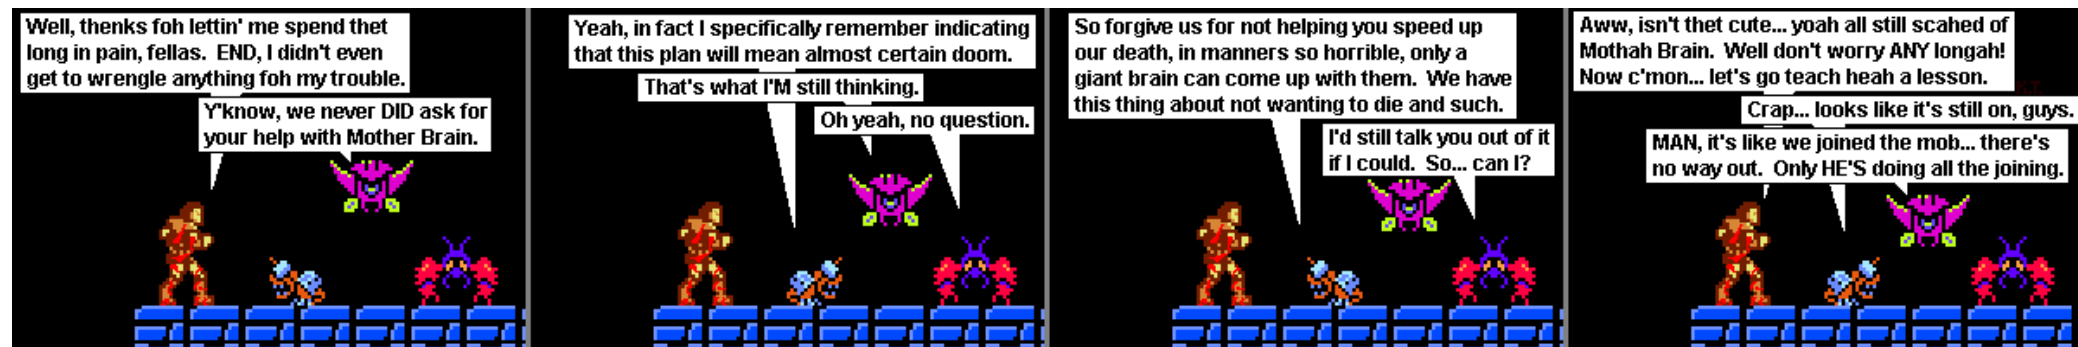 Well, thenks foh lettin' me spend thet
long in pain, fellas.  END, I didn't even
get to wrengle anything foh my trouble.
Y'know, we never DID ask for
your help with Mother Brain.
Yeah, in fact I specifically remember indicating
that this plan will mean almost certain doom.
That's what I'M still thinking.
Oh yeah, no question.
So forgive us for not helping you speed up
our death, in manners so horrible, only a
giant brain can come up with them.  We have
this thing about not wanting to die and such.
I'd still talk you out of it
if I could.  So... can I?
Aww, isn't thet cute... yoah all still scahed of
Mothah Brain.  Well don't worry ANY longah!
Now c'mon... let's go teach heah a lesson.
Crap... looks like it's still on, guys.
MAN, it's like we joined the mob... there's
no way out.  Only HE'S doing all the joining.